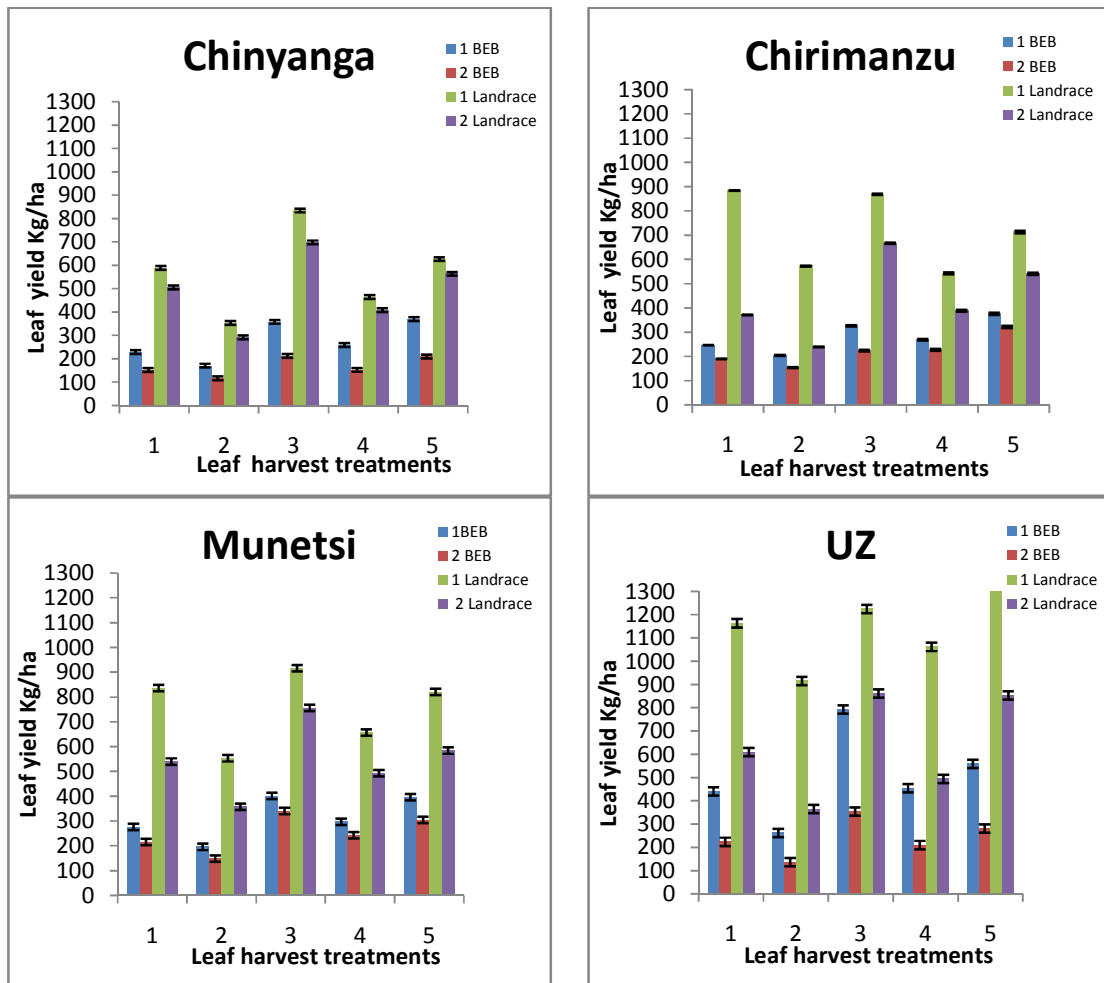 Chinyanga
1 BEB
2 BEB
1 Landrace
2 Landrace
Leaf yield Kg/ha
1300
1200
1100
1000
900
800
700
600
500
400
300
200
100
0
1 2 3 4 5
Leaf harvest treatments
Chirimanzu
1 BEB
2 BEB
1 Landrace
2 Landrace
Leaf yield Kg/ha
1300
1200
1100
1000
900
800
700
600
500
400
300
200
100
0
1 2 3 4 5
Leaf harvest treatments
Munetsi
1BEB
2 BEB
1 Landrace
2 Landrace
Leaf yield Kg/ha
1300
1200
1100
1000
900
800
700
600
500
400
300
200
100
0
1 2 3 4 5
Leaf harvest treatments
UZ
1 BEB
2 BEB
1 Landrace
2 Landrace
Leaf yield Kg/ha
1300
1200
1100
1000
900
800
700
600
500
400
300
200
100
0
1 2 3 4 5
Leaf harvest treatments